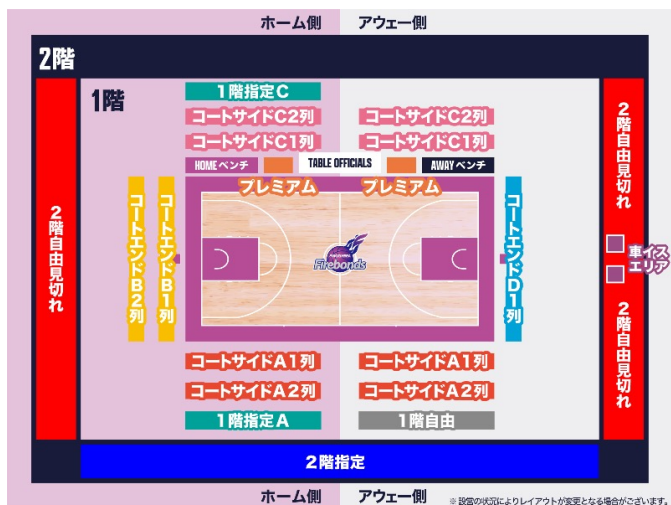 ホーム側 アウェー側
2階
1階
1階指定C
コートサイドC2列 コートサイドC2列
コートサイドC1列 コートサイドC1列
HOMEベンチ TABLE OFFICIALS AWAYベンチ
プレミアム プレミアム
2階自由見切れ
コートエンドB2列
コートエンドB1列
Firebonds
コートエンドD1列
2階自由見切れ
車イス
エリア
2階自由見切れ
コートサイドA1列 コートサイドA1列
コートサイドA2列 コートサイドA2列
1階指定A 1階自由
2階指定
ホーム側 アウェー側
※設営の状況によりレイアウトが変更となる場合がございます。